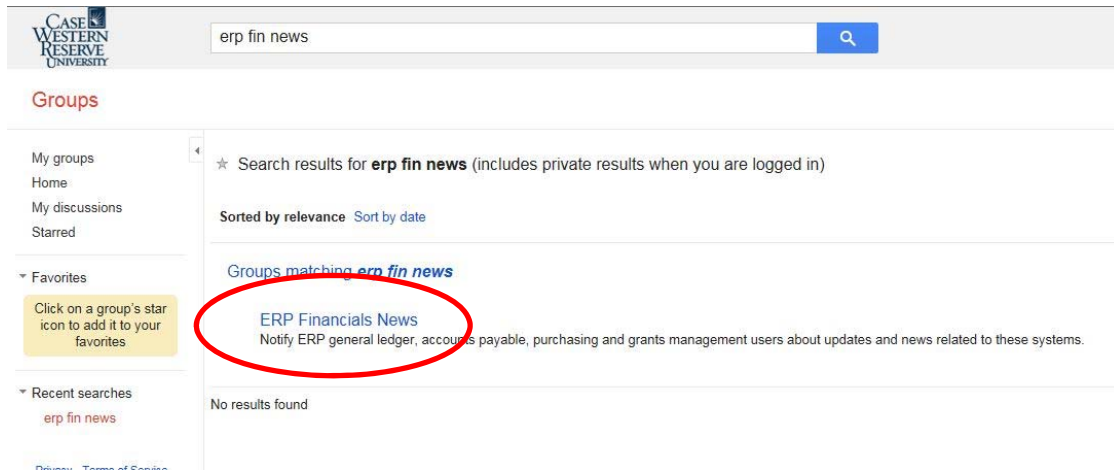 CASE
WESTERN
RESERVE
UNIVERSITY
erp fin news
Groups
My groups
Home
My discussions
Starred
Favorites
Click on a group's star
icon to add it to your
favorites
Recent searches
erp fin news
Privacy - Terms of Service
Search results for erp fin news (includes private results when you are logged in)
Sorted by relevance Sort by date
Groups matching erp fin news
ERP Financials News
Notify ERP general ledger, accounts payable, purchasing and grants management users about updates and news related to these systems.
No results found